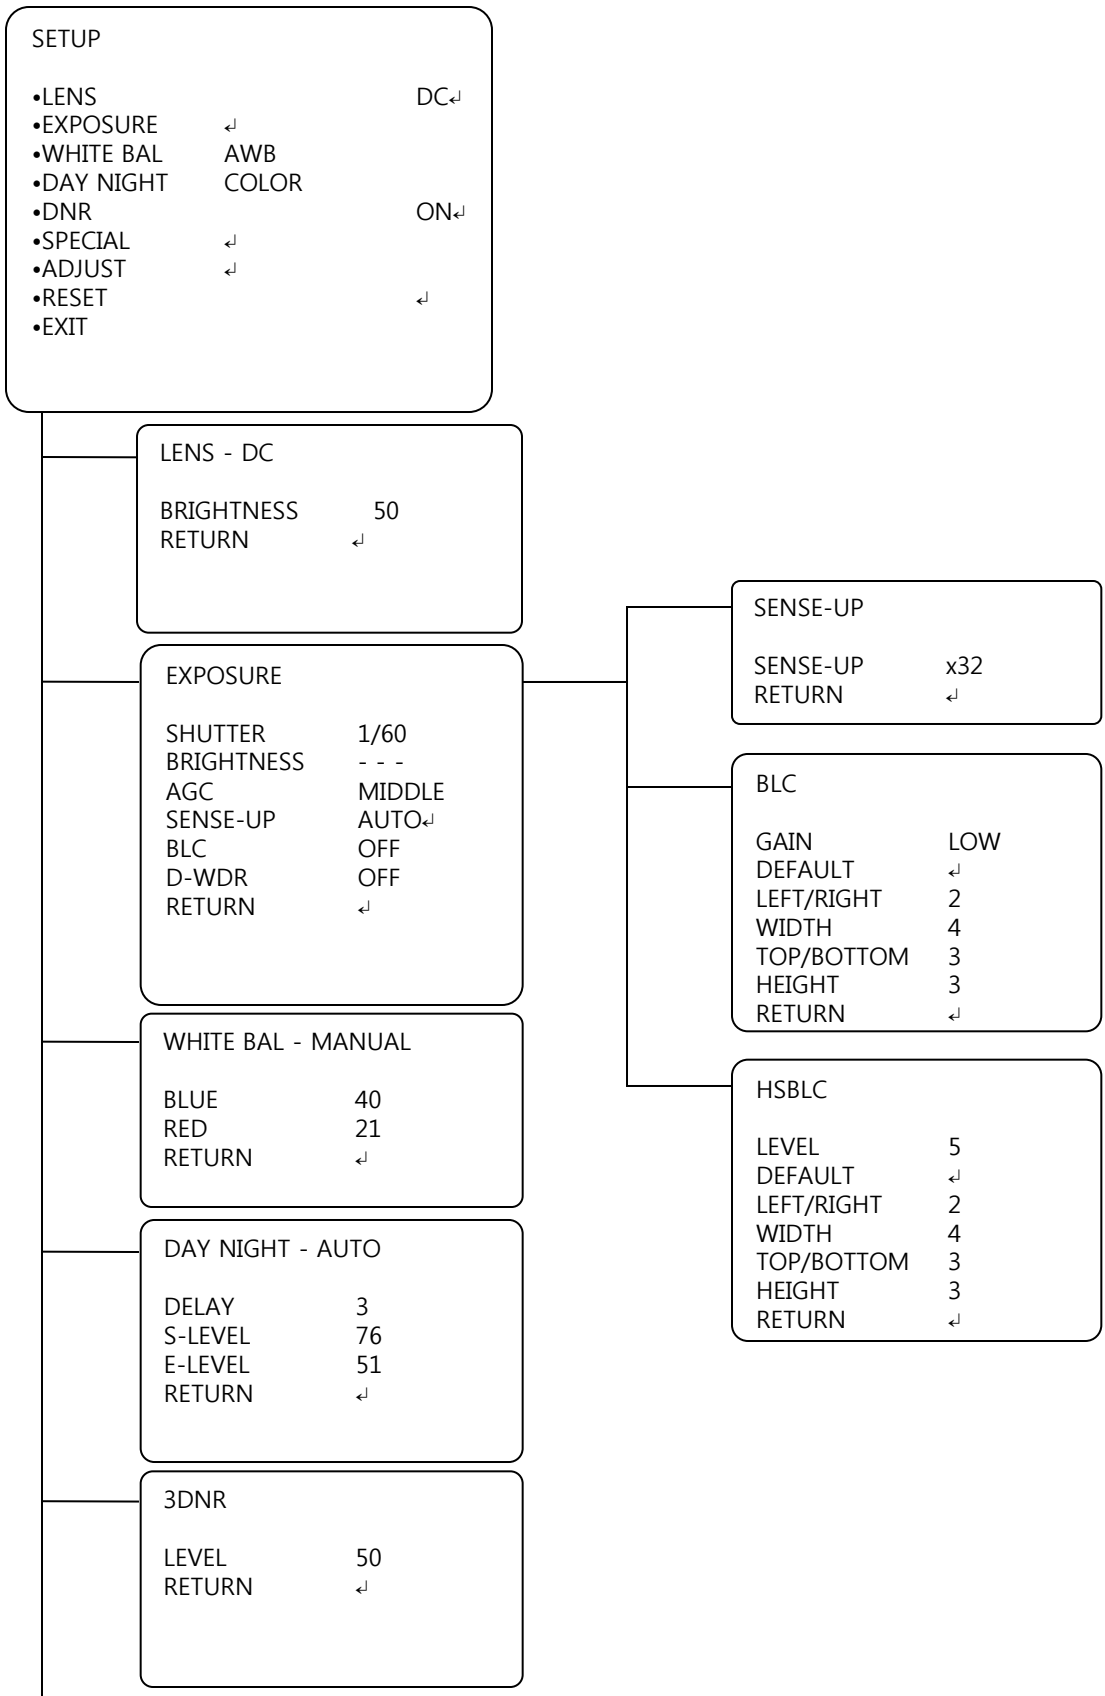 SETUP
•LENS DC↲
•EXPOSURE ↲
•WHITE BAL AWB
•DAY NIGHT COLOR
•DNR ON↲
•SPECIAL ↲
•ADJUST ↲
•RESET ↲
•EXIT
LENS - DC
BRIGHTNESS 50
RETURN ↲
EXPOSURE
SHUTTER 1/60
BRIGHTNESS - - -
AGC MIDDLE
SENSE-UP AUTO↲
BLC OFF
D-WDR OFF
RETURN ↲
SENSE-UP
SENSE-UP x32
RETURN ↲
BLC
GAIN LOW
DEFAULT ↲
LEFT/RIGHT 2
WIDTH 4
TOP/BOTTOM 3
HEIGHT 3
RETURN ↲
HSBLC
LEVEL 5
DEFAULT ↲
LEFT/RIGHT 2
WIDTH 4
TOP/BOTTOM 3
HEIGHT 3
RETURN ↲
WHITE BAL - MANUAL
BLUE 40
RED 21
RETURN ↲
DAY NIGHT - AUTO
DELAY 3
S-LEVEL 76
E-LEVEL 51
RETURN ↲
3DNR
LEVEL 50
RETURN ↲